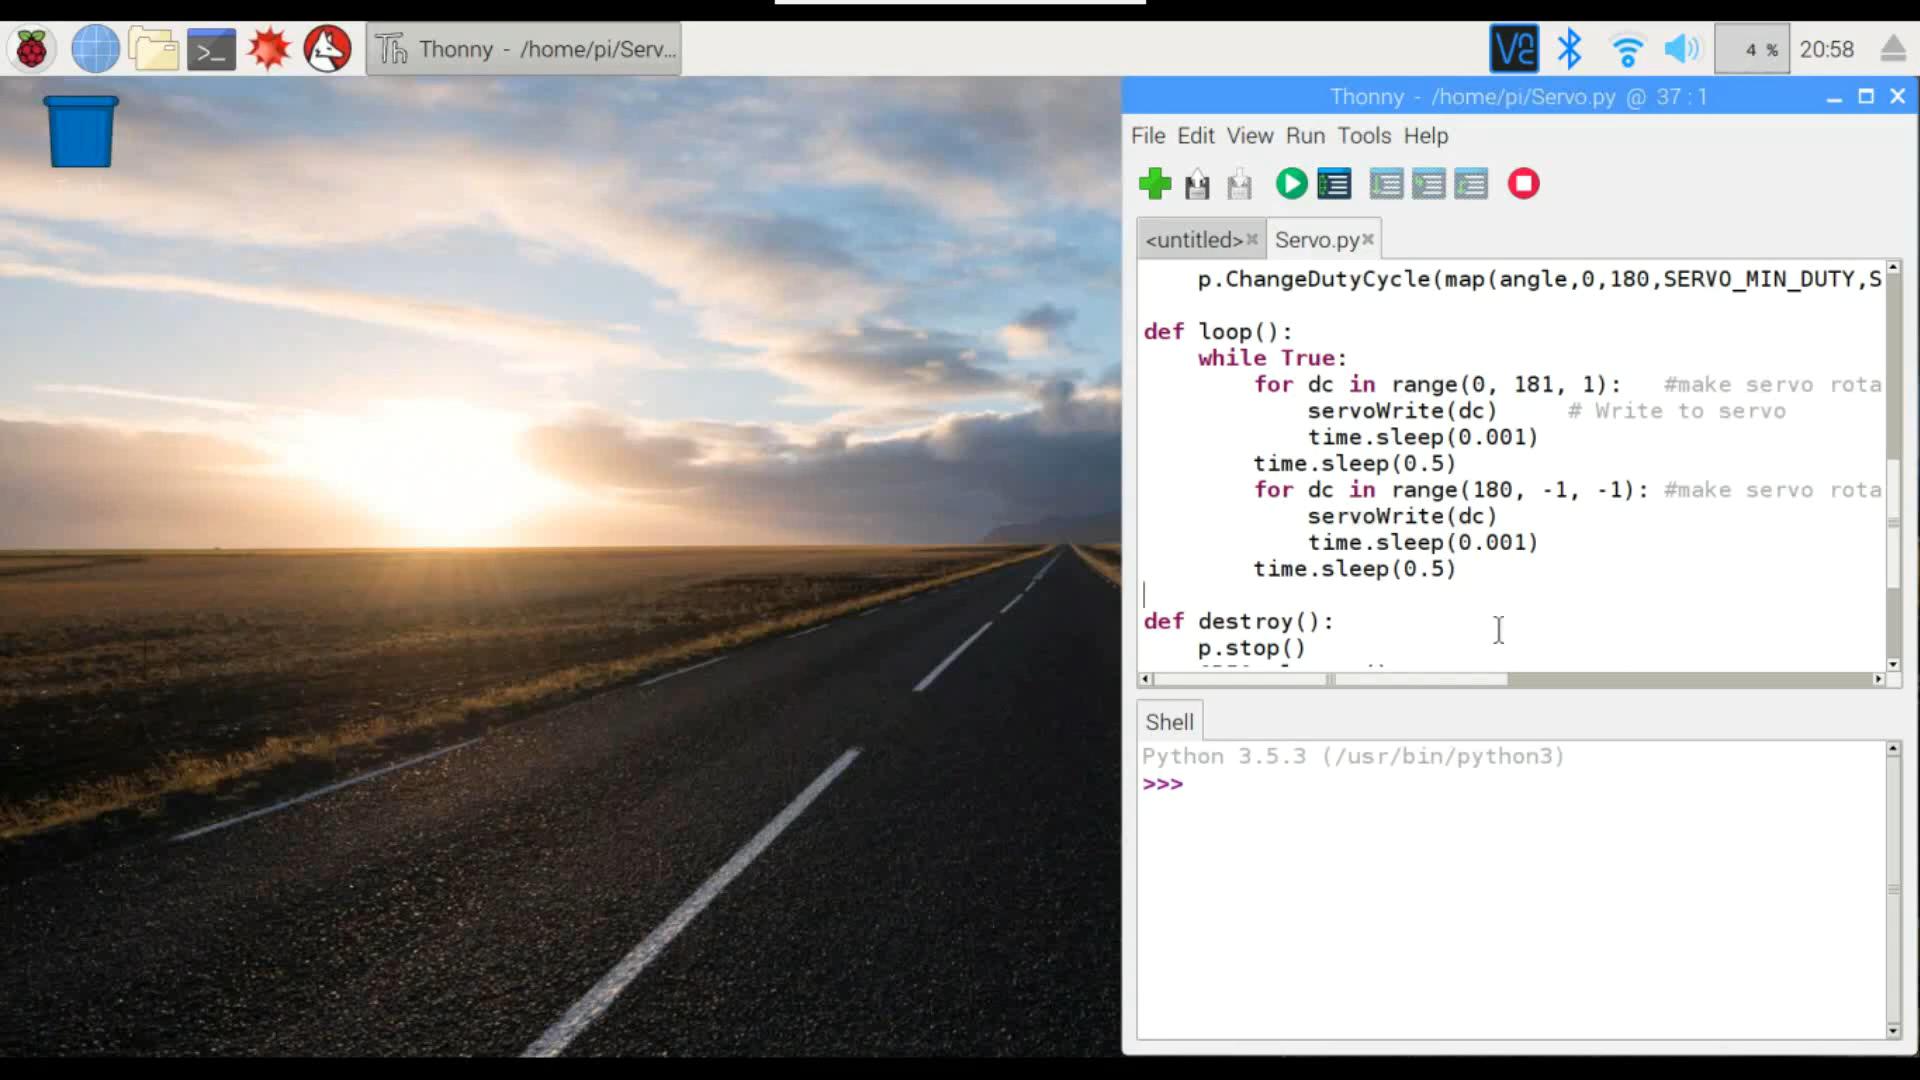 Thonny - /home/pi/Serv...
4 %
20:58
Thonny - /home/pi/Servo.py @ 37:1
File Edit View Run Tools Help
<untitled>
Servo.py
p.ChangeDutyCycle(map(angle,0,180,SERVO_MIN_DUTY,S
def loop():
while True:
for dc in range(0, 181, 1): #make servo rota
servoWrite(dc) # Write to servo
time.sleep(0.001)
time.sleep(0.5)
for dc in range(180, -1, -1): #make servo rota
servoWrite(dc)
time.sleep(0.001)
time.sleep(0.5)
def destroy():
p.stop()
Shell
Python 3.5.3 (/usr/bin/python3)
>>>